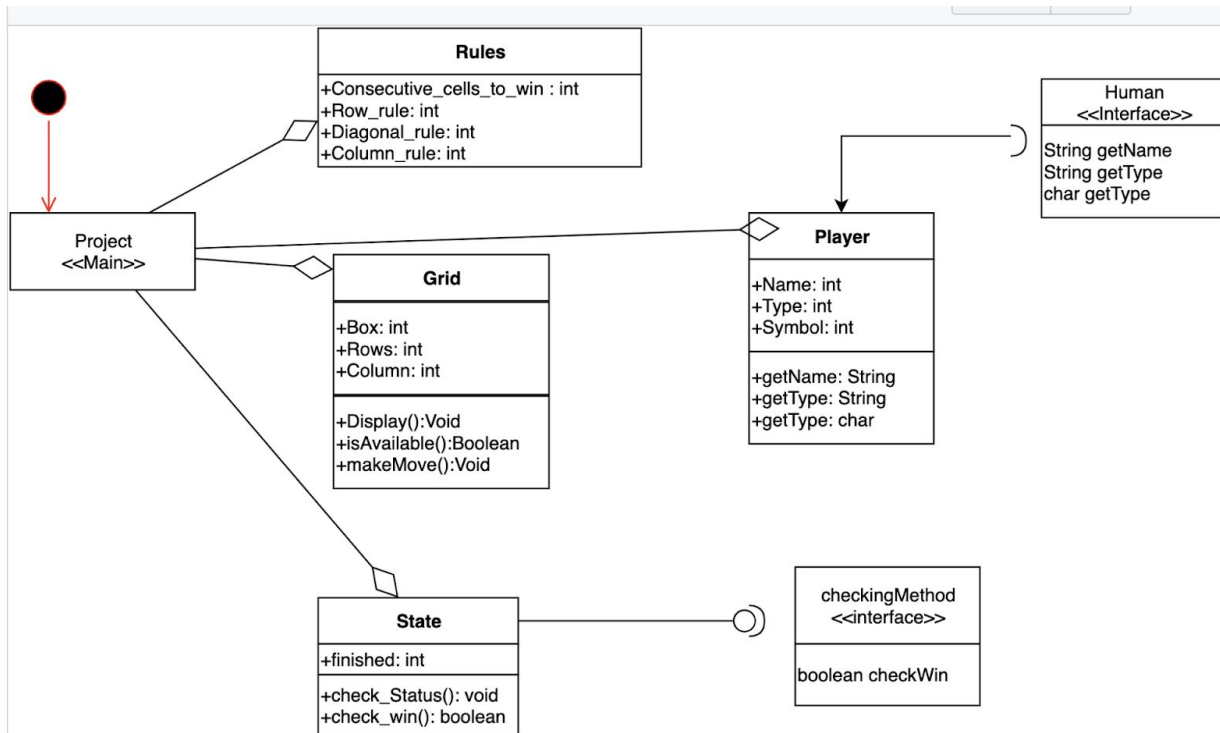 Rules
+Consecutive_cells_to_win : int
+Row_rule: int
+Diagonal_rule: int
+Column_rule: int
Human
<<Interface>>
String getName
String getType
char getType
Project
<<Main>>
Player
+Name: int
+Type: int
+Symbol: int
+getName: String
+getType: String
+getType: char
Grid
+Box: int
+Rows: int
+Column: int
+Display():Void
+isAvailable():Boolean
+makeMove():Void
State
+finished: int
+check_Status(): void
+check_win(): boolean
checkingMethod
<<interface>>
boolean checkWin